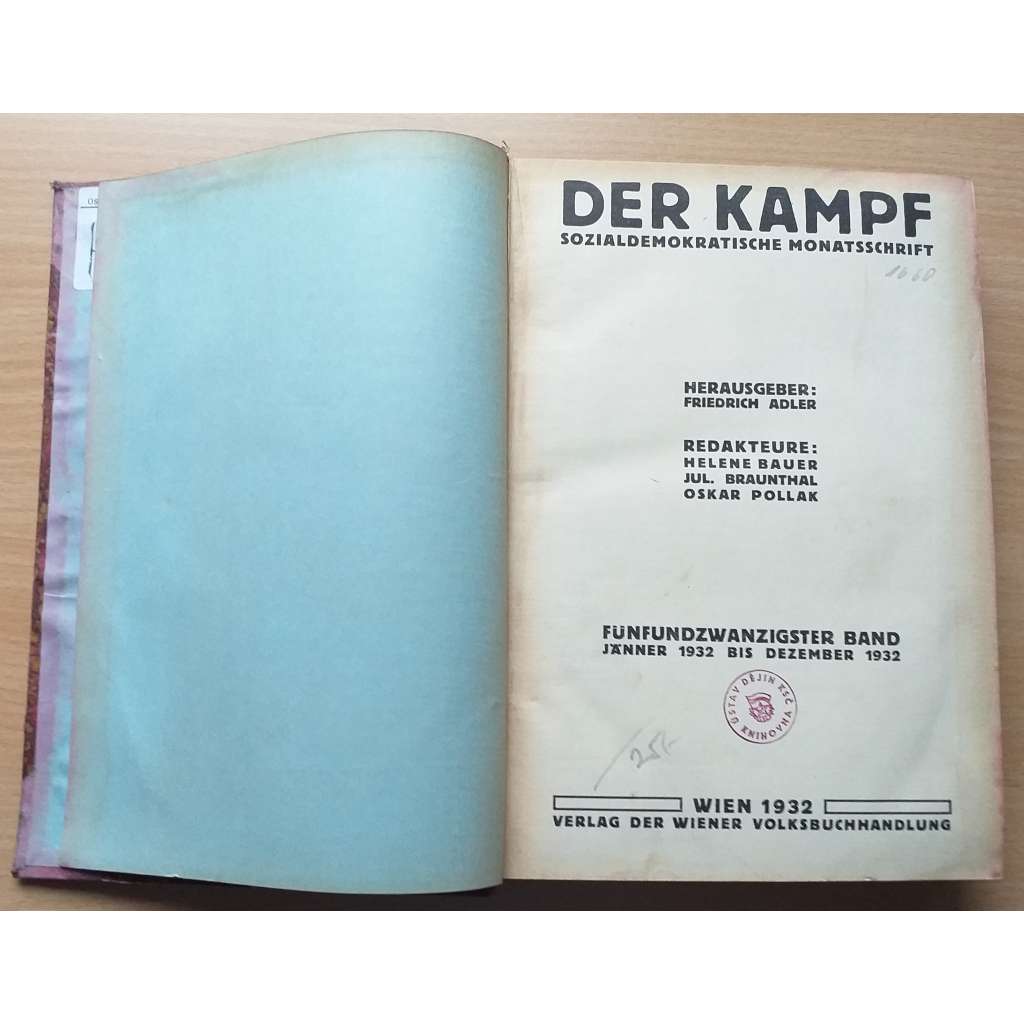 DER KAMPF
SOZIALDEMOKRATISCHE MONATSSCHRIFT
HERAUSGEBER:
FRIEDRICH ADLER
REDAKTEURE:
HELENE BAUER
JUL. BRAUNTHAL
OSKAR POLLAK
FÜNFUNDZWANZIGSTER BAND
JÄNNER 1932 BIS DEZEMBER 1932
ÚSTAV DĚJIN KSČ
KNIHOVNA
WIEN 1932
VERLAG DER WIENER VOLKSBUCHHANDLUNG